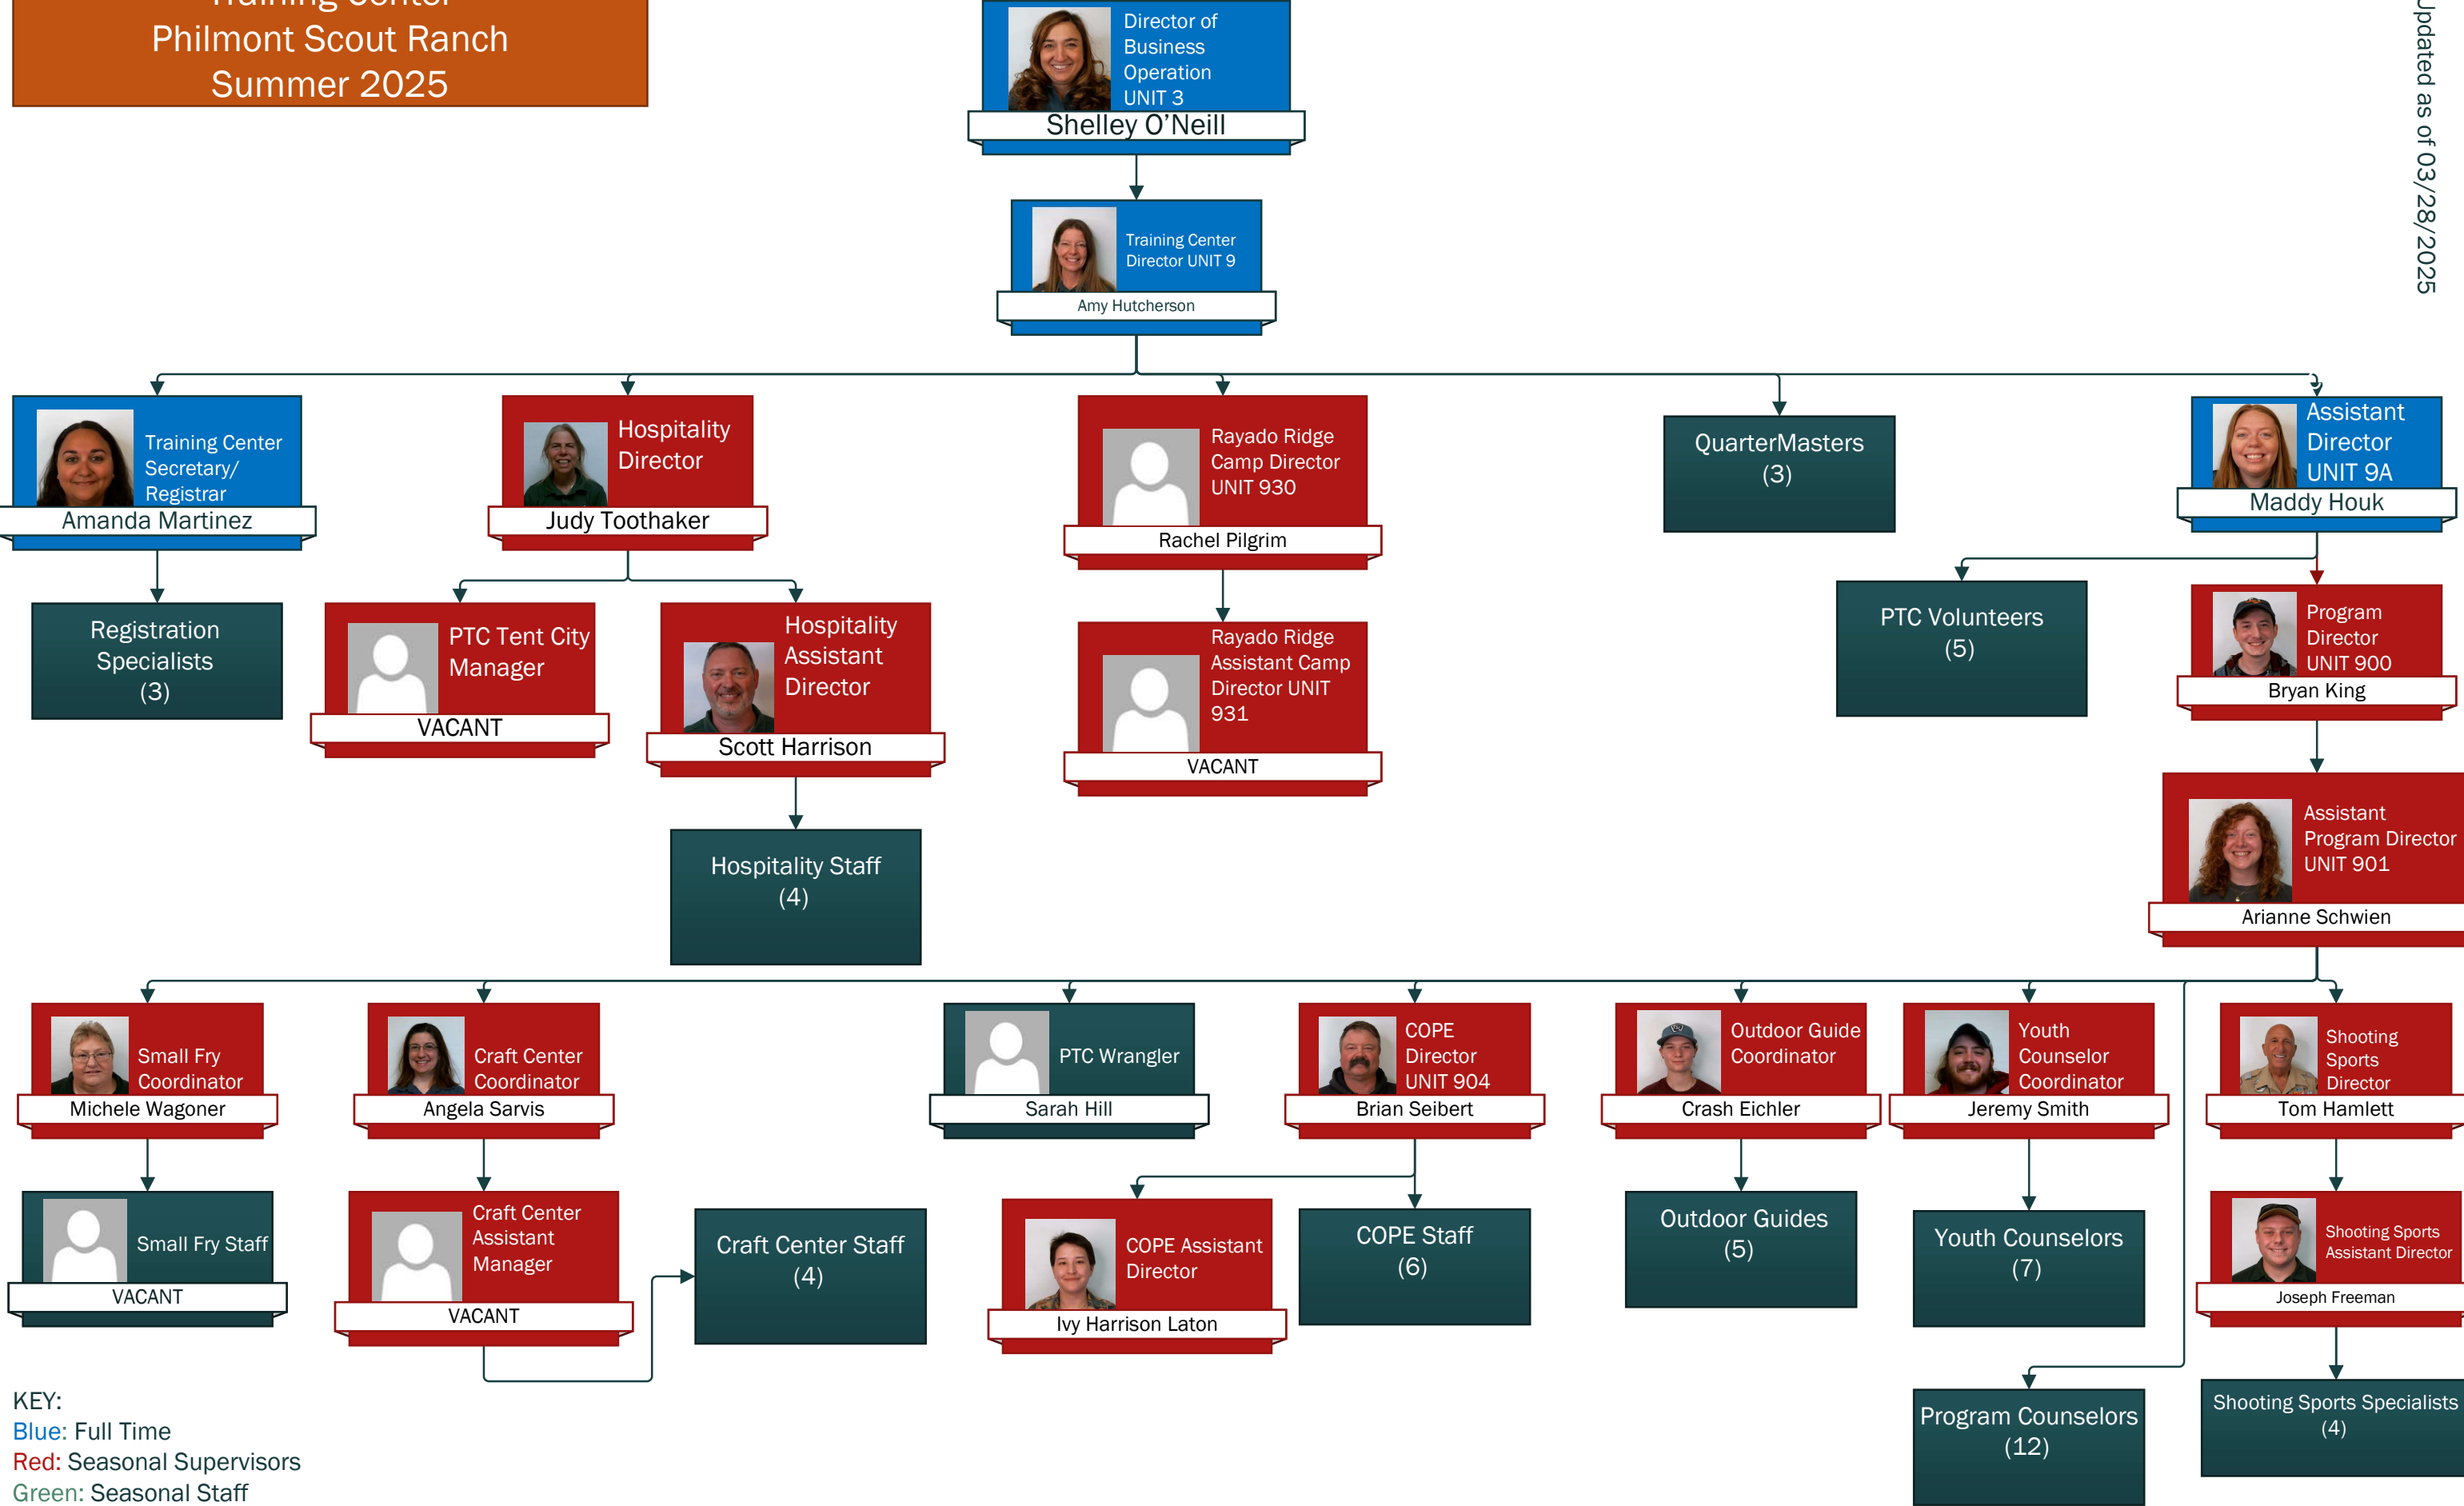 Training Center
Philmont Scout Ranch
Summer 2025
Updated as of 03/28/2025
Director of
Business
Operation
UNIT 3
Shelley O’Neill
Training Center
Director UNIT 9
Amy Hutcherson
Training Center
Secretary/
Registrar
Amanda Martinez
Hospitality
Director
Judy Toothaker
Rayado Ridge
Camp Director
UNIT 930
Rachel Pilgrim
QuarterMasters
(3)
Assistant
Director
UNIT 9A
Maddy Houk
Registration
Specialists
(3)
PTC Tent City
Manager
VACANT
Hospitality
Assistant
Director
Scott Harrison
Rayado Ridge
Assistant Camp
Director UNIT
931
VACANT
PTC Volunteers
(5)
Program
Director
UNIT 900
Bryan King
Hospitality Staff
(4)
Assistant
Program Director
UNIT 901
Arianne Schwien
Small Fry
Coordinator
Michele Wagoner
Craft Center
Coordinator
Angela Sarvis
PTC Wrangler
Sarah Hill
COPE
Director
UNIT 904
Brian Seibert
Outdoor Guide
Coordinator
Crash Eichler
Youth
Counselor
Coordinator
Jeremy Smith
Shooting
Sports
Director
Tom Hamlett
Small Fry Staff
VACANT
Craft Center
Assistant
Manager
VACANT
Craft Center Staff
(4)
COPE Assistant
Director
Ivy Harrison Laton
COPE Staff
(6)
Outdoor Guides
(5)
Youth Counselors
(7)
Shooting Sports
Assistant Director
Joseph Freeman
Program Counselors
(12)
Shooting Sports Specialists
(4)
KEY:
Blue: Full Time
Red: Seasonal Supervisors
Green: Seasonal Staff